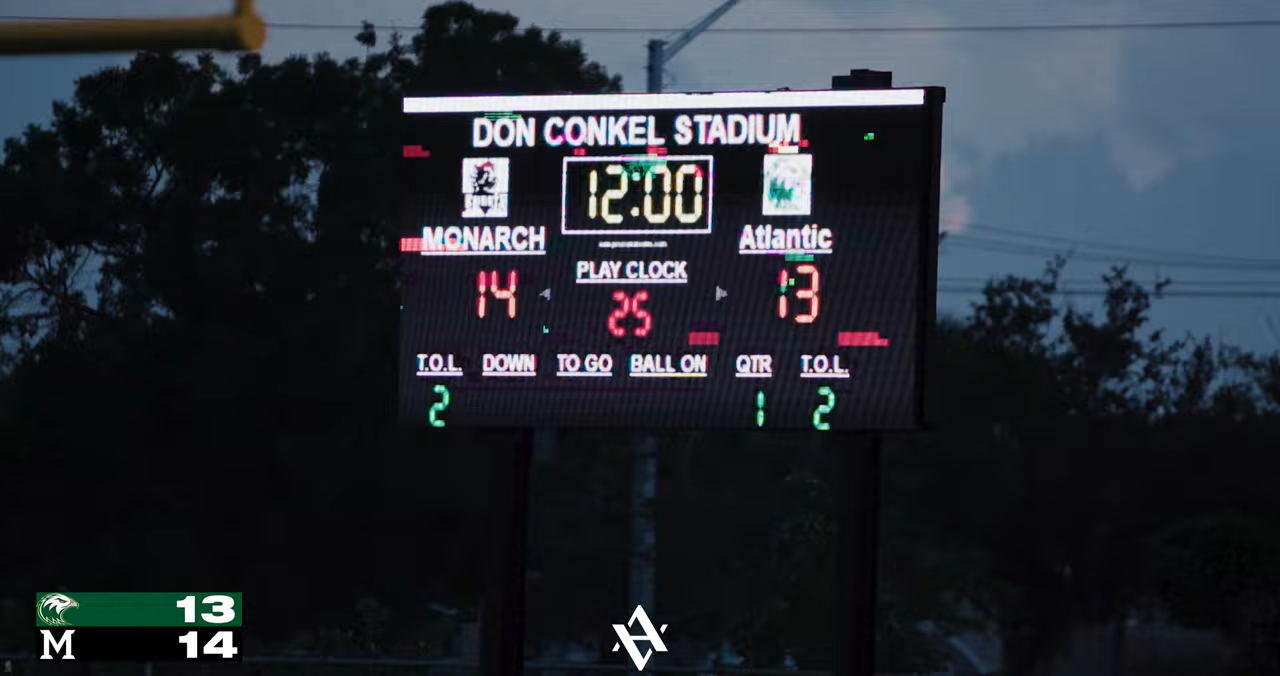 DON CONKEL STADIUM
12:00
MONARCH
Atlantic
PLAY CLOCK
14
25
13
T.O.L. DOWN TO GO BALL ON QTR T.O.L.
2 1 2
13
M 14